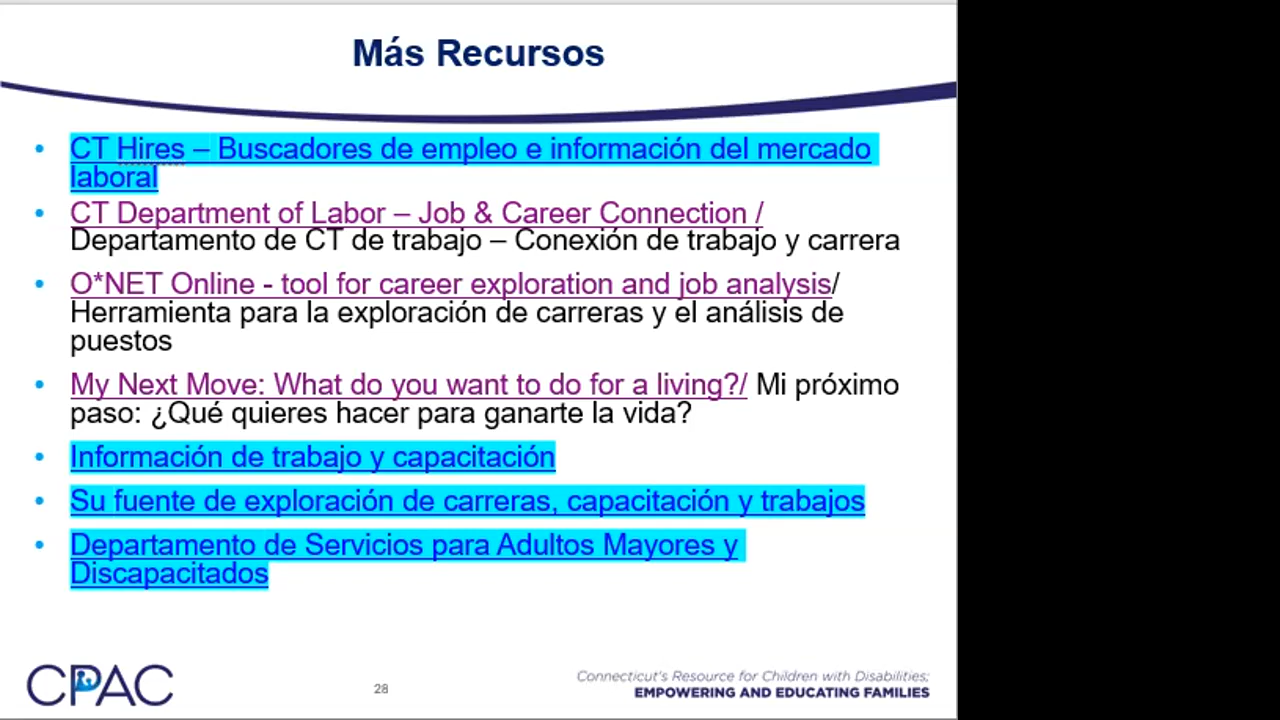 Más Recursos
CT Hires – Buscadores de empleo e información del mercado
laboral
CT Department of Labor – Job & Career Connection /
Departamento de CT de trabajo – Conexión de trabajo y carrera
O*NET Online - tool for career exploration and job analysis/
Herramienta para la exploración de carreras y el análisis de
puestos
My Next Move: What do you want to do for a living?/ Mi próximo
paso: ¿Qué quieres hacer para ganarte la vida?
Información de trabajo y capacitación
Su fuente de exploración de carreras, capacitación y trabajos
Departamento de Servicios para Adultos Mayores y
Discapacitados
CPAC
28
Connecticut's Resource for Children with Disabilities;
EMPOWERING AND EDUCATING FAMILIES